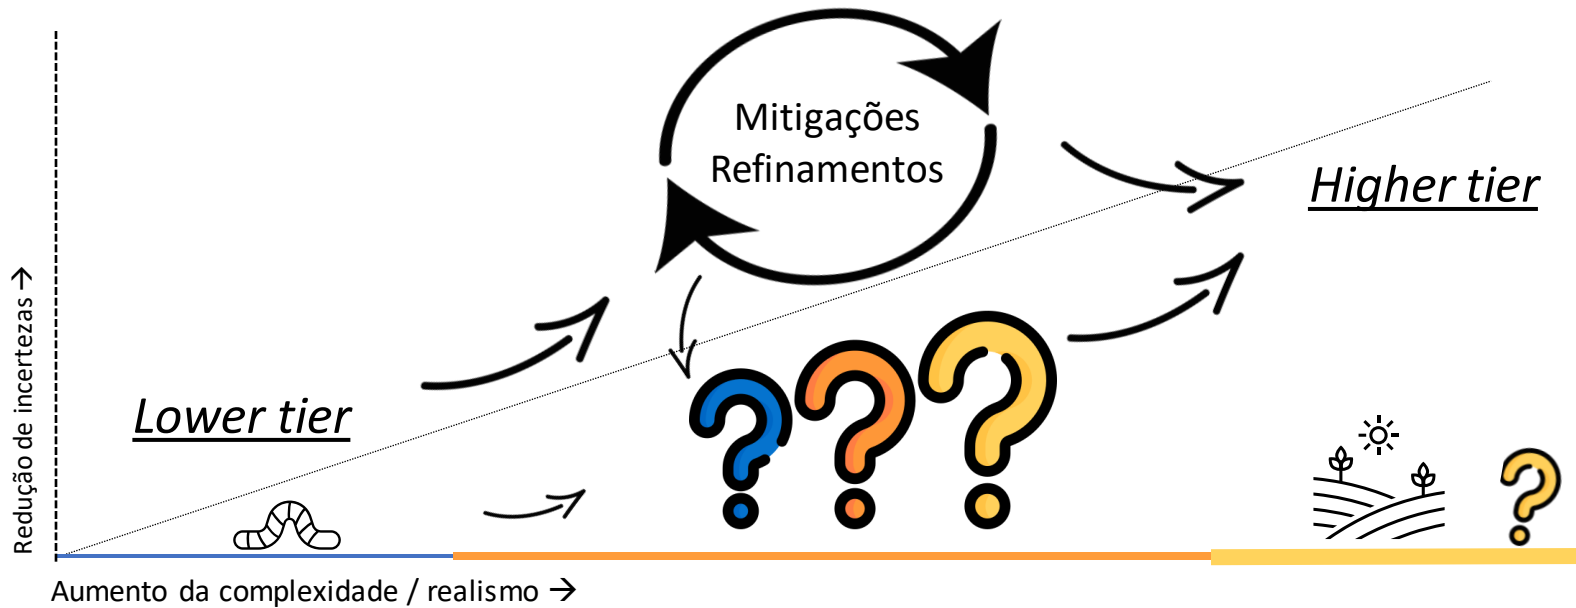 Mitigações
Refinamentos
Higher tier
Lower tier
Redução de incertezas →
Aumento da complexidade / realismo →